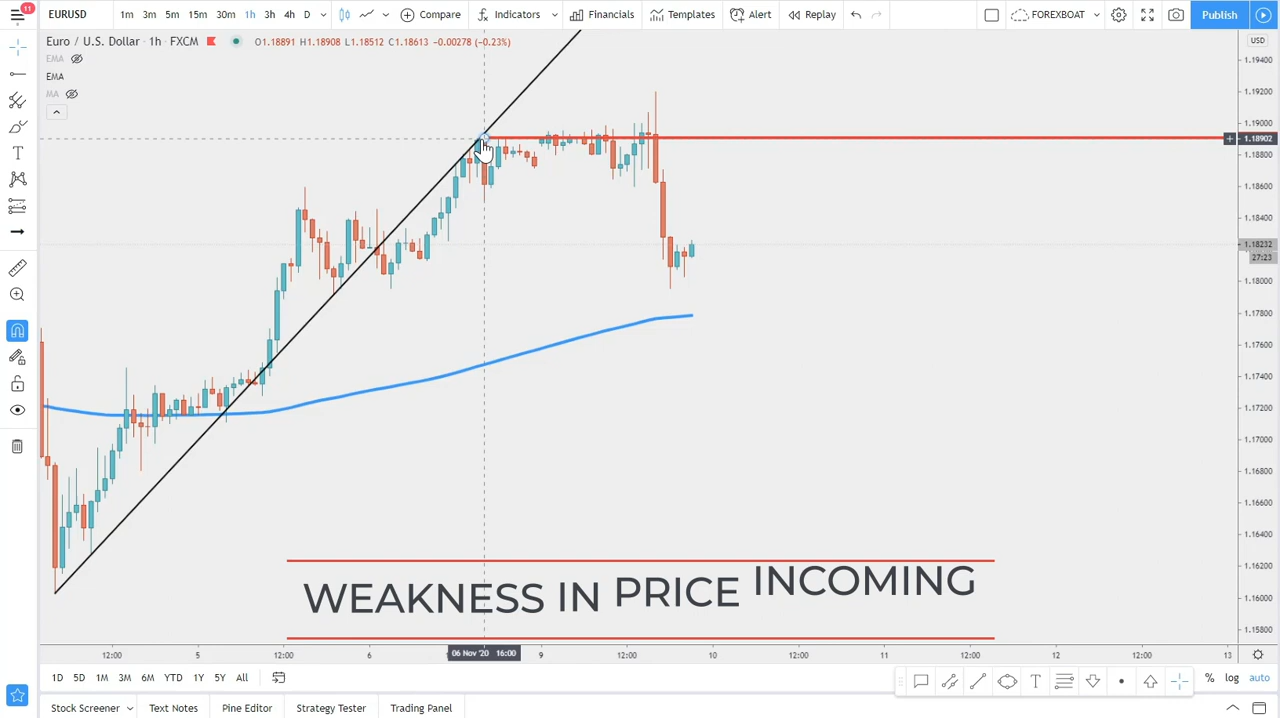 11
EURUSD 1m 3m 5m 15m 30m 1h 3h 4h D Compare Indicators Financials Templates Alert Replay FOREXBOAT Publish
Euro / U.S. Dollar · 1h · FXCM O1.18891 H1.18908 L1.18512 C1.18613 -0.00278 (-0.23%)
USD
EMA
EMA
MA
1.19400
1.19200
1.19000
1.18902
1.18800
1.18600
1.18400
1.18232
27:23
1.18000
1.17800
1.17600
1.17400
1.17200
1.17000
1.16800
1.16600
1.16400
1.16200
1.16000
1.15800
WEAKNESS IN PRICE INCOMING
12:00 5 12:00 6 06 Nov '20 16:00 9 12:00 10 12:00 11 12:00 12 12:00 13
1D 5D 1M 3M 6M YTD 1Y 5Y All % log auto
Stock Screener Text Notes Pine Editor Strategy Tester Trading Panel